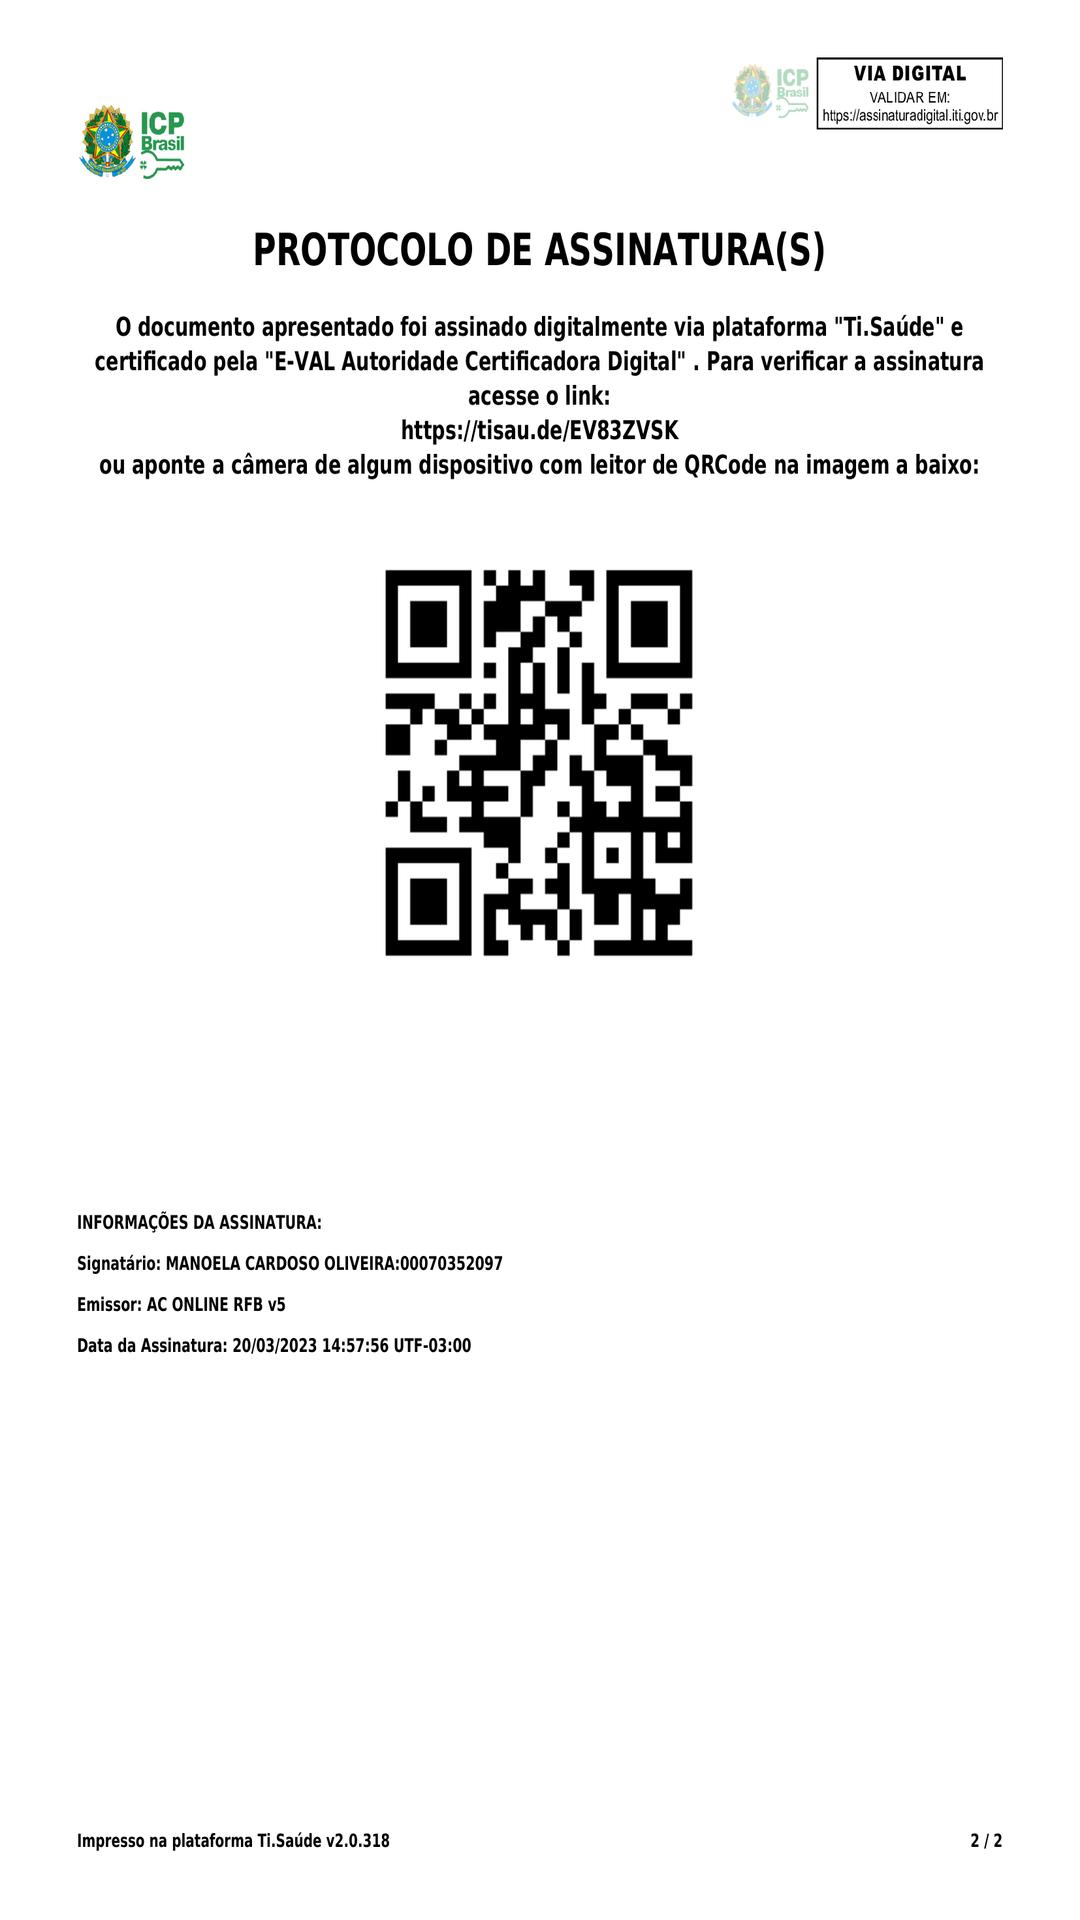 ICP
Brasil
VIA DIGITAL
VALIDAR EM:
https://assinaturadigital.iti.gov.br
ICP
Brasil
PROTOCOLO DE ASSINATURA(S)
O documento apresentado foi assinado digitalmente via plataforma "Ti.Saúde" e
certificado pela "E-VAL Autoridade Certificadora Digital" . Para verificar a assinatura
acesse o link:
https://tisau.de/EV83ZVSK
ou aponte a câmera de algum dispositivo com leitor de QRCode na imagem a baixo:
INFORMAÇÕES DA ASSINATURA:
Signatário: MANOELA CARDOSO OLIVEIRA:00070352097
Emissor: AC ONLINE RFB v5
Data da Assinatura: 20/03/2023 14:57:56 UTF-03:00
Impresso na plataforma Ti.Saúde v2.0.318
2 / 2